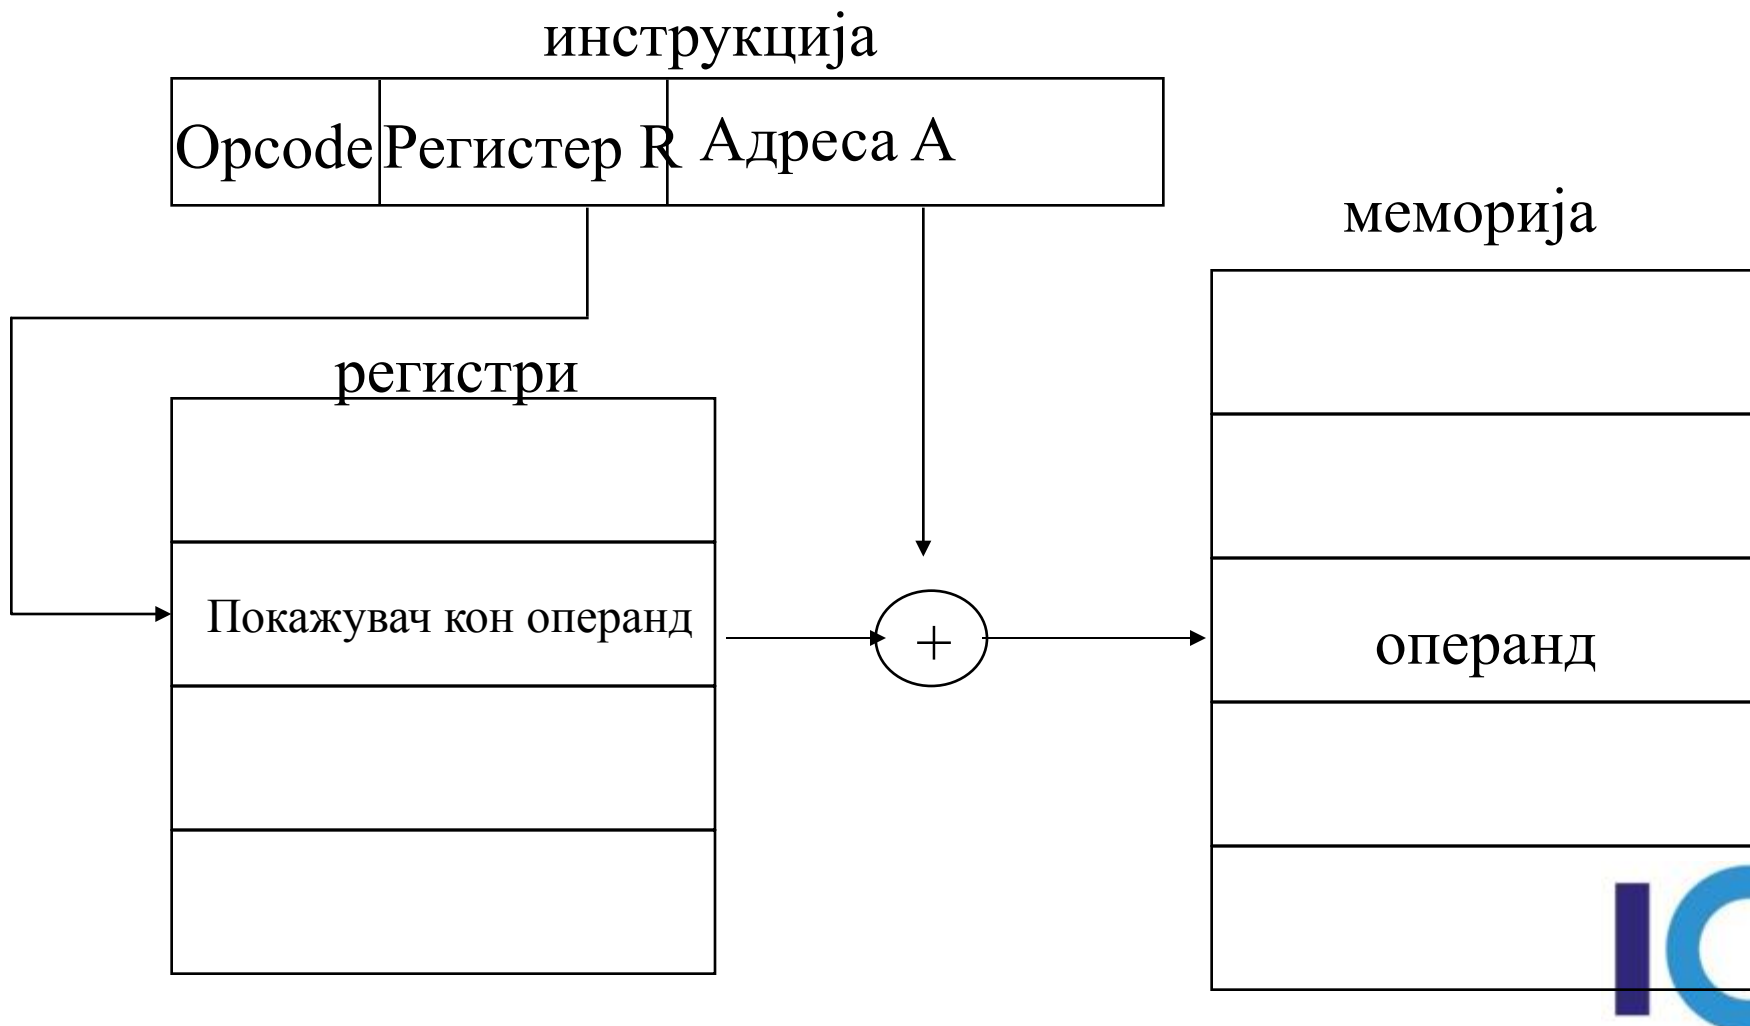 инструкција
Opcode Регистер R Адреса А
меморија
регистри
Покажувач кон операнд
+
операнд